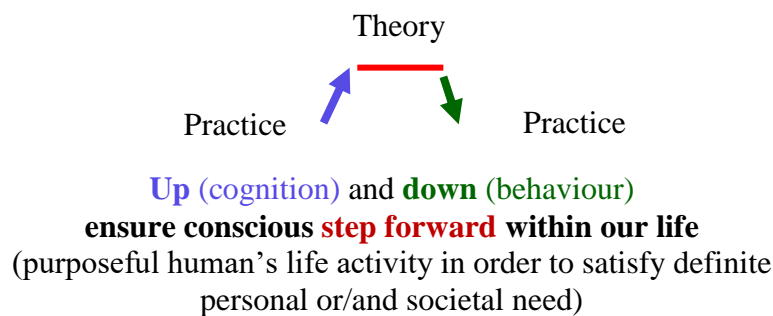 Theory
Practice Practice
Up (cognition) and down (behaviour)
ensure conscious step forward within our life
(purposeful human's life activity in order to satisfy definite
personal or/and societal need)